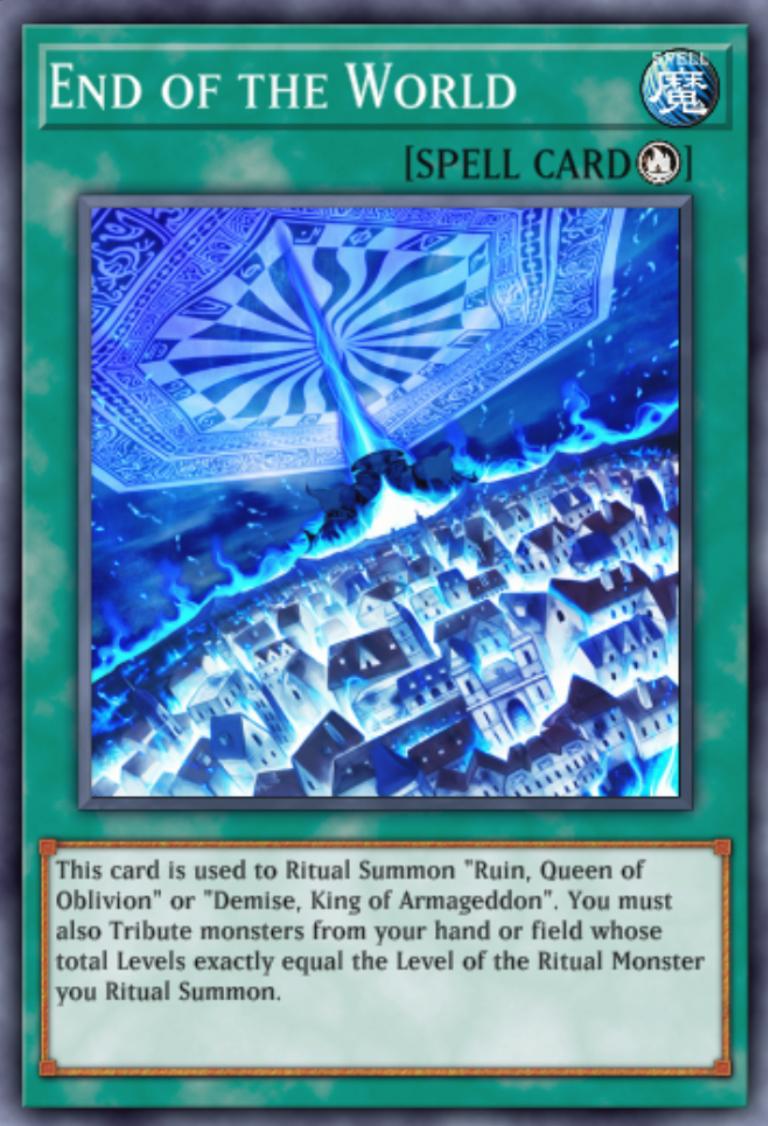 End of the World
SPELL
魔
[SPELL CARD]
This card is used to Ritual Summon "Ruin, Queen of
Oblivion" or "Demise, King of Armageddon". You must
also Tribute monsters from your hand or field whose
total Levels exactly equal the Level of the Ritual Monster
you Ritual Summon.